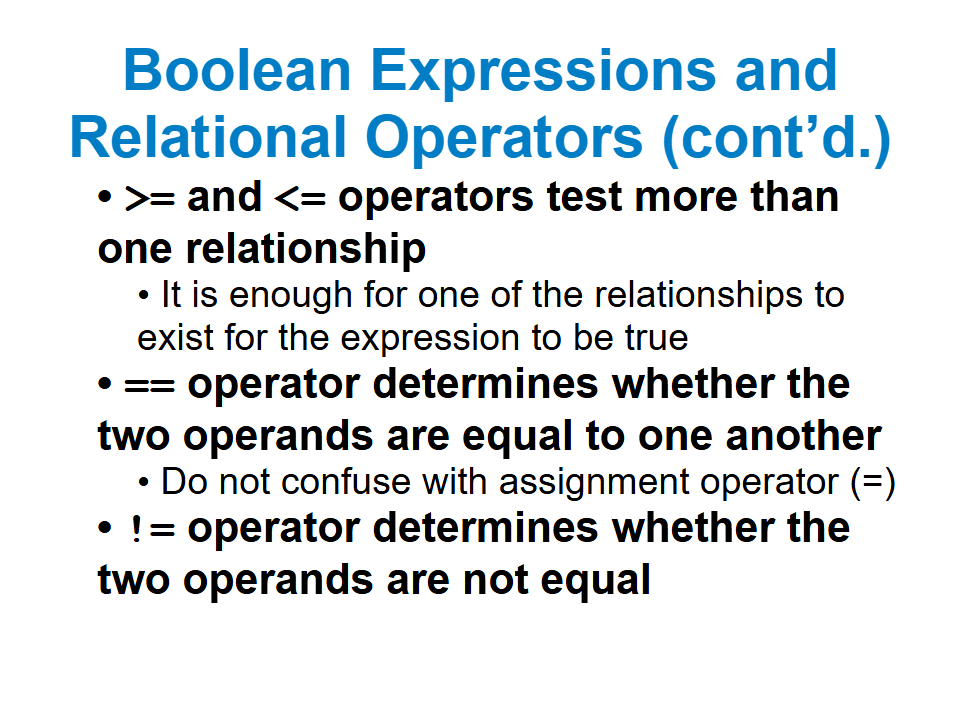 Boolean Expressions and
Relational Operators (cont’d.)
• >= and <= operators test more than
one relationship
• It is enough for one of the relationships to
exist for the expression to be true
• == operator determines whether the
two operands are equal to one another
• Do not confuse with assignment operator (=)
• != operator determines whether the
two operands are not equal